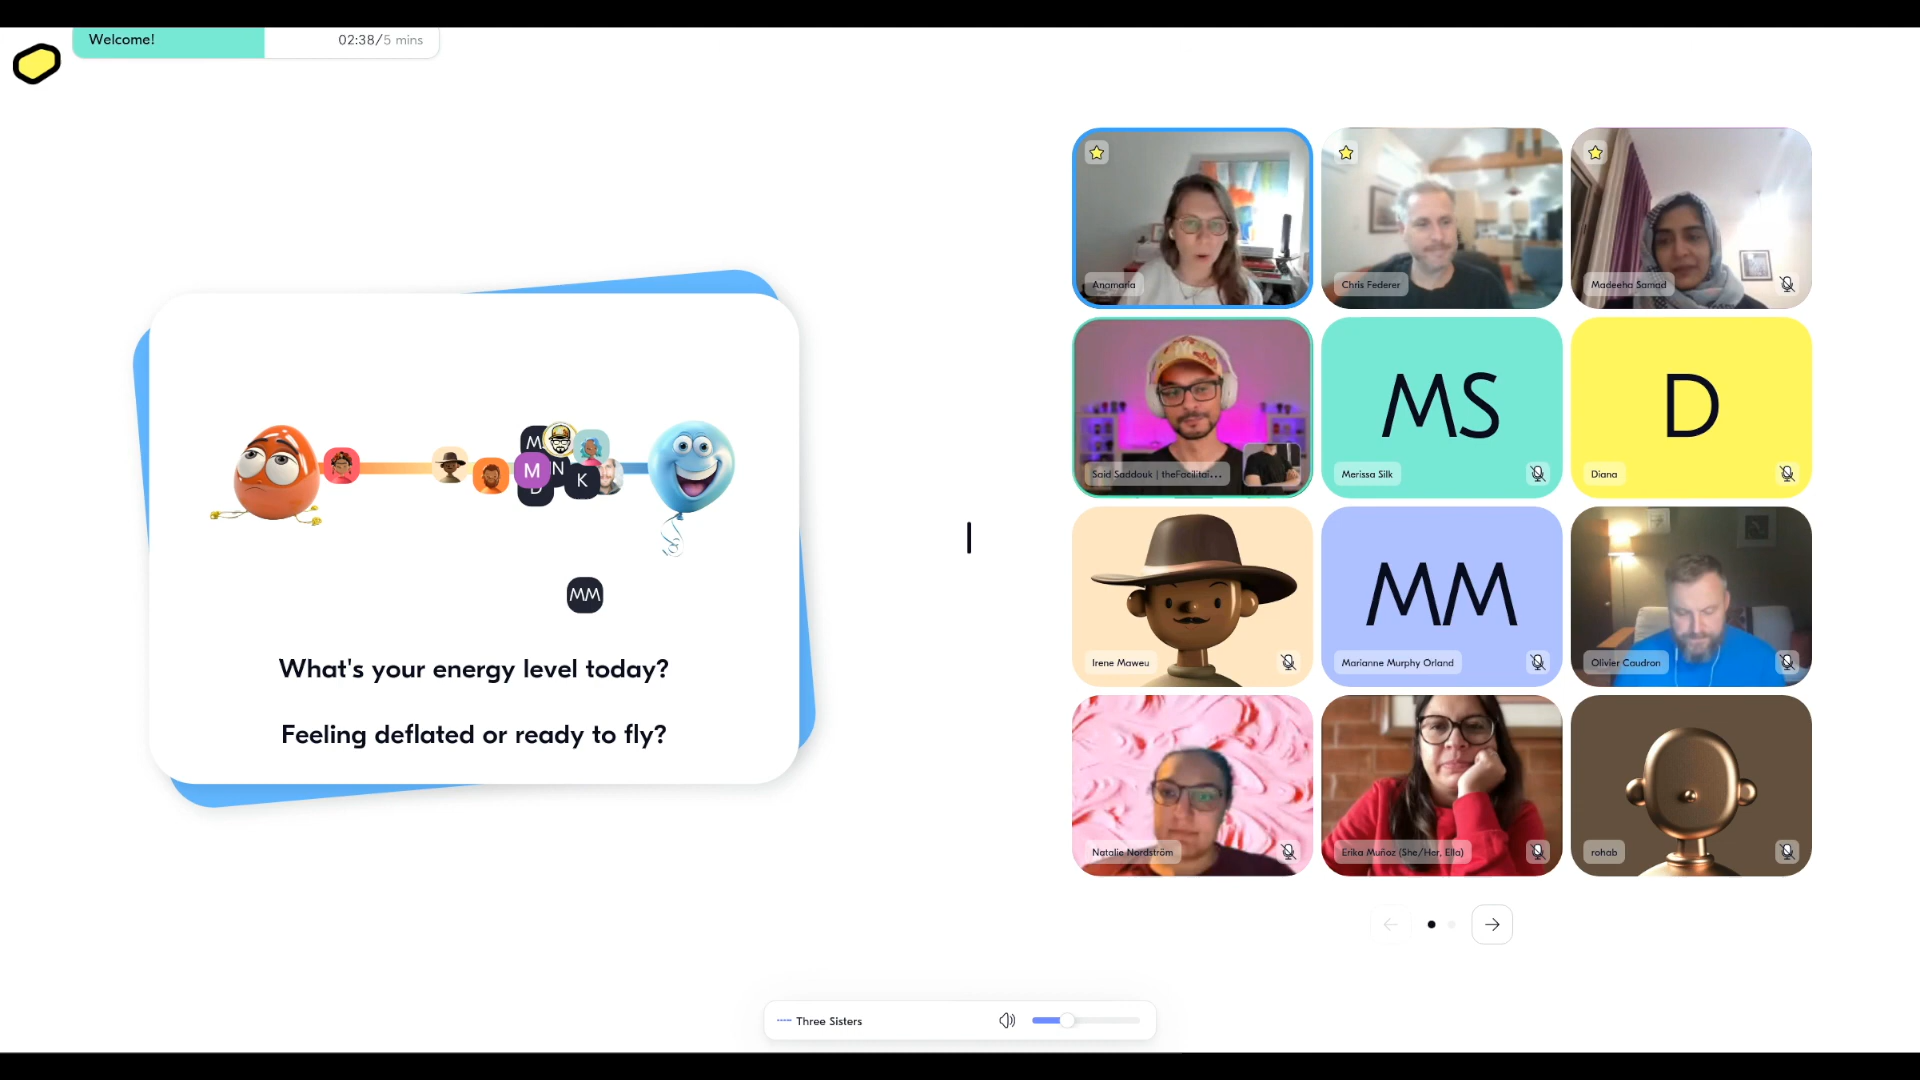 Welcome!
02:38/5 mins
Anamaria
Chris Federer
Madeeha Samad
Said Saddouk | theFacilitai...
MS
Merissa Silk
D
Diana
M
N
M
K
D
MM
What's your energy level today?
Feeling deflated or ready to fly?
Irene Maweu
MM
Marianne Murphy Orland
Olivier Caudron
Natalie Nordström
Erika Muñoz (She/Her, Ella)
rohab
Three Sisters